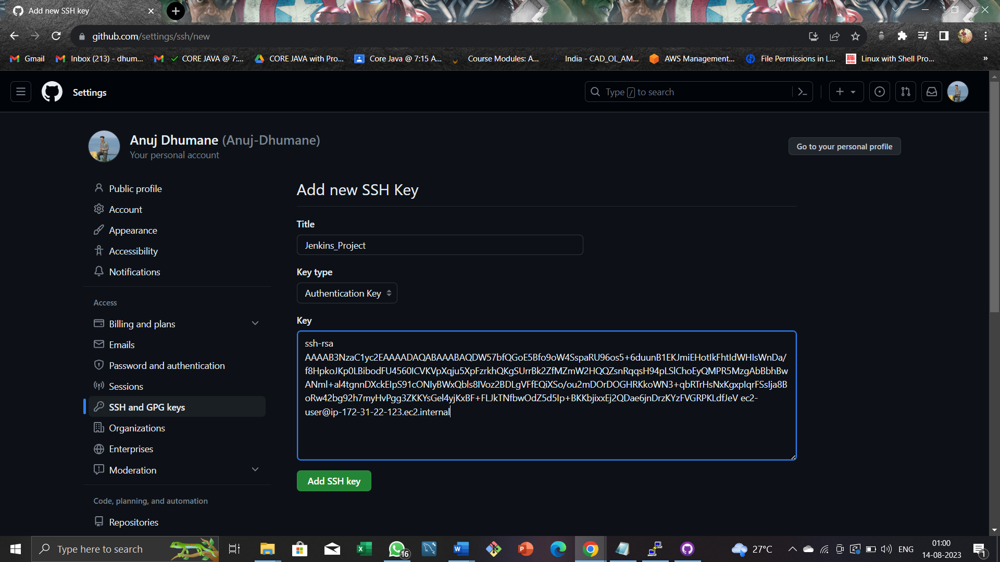 Add new SSH key
github.com/settings/ssh/new
Gmail
Inbox (213) - dhum...
CORE JAVA @ 7:...
CORE JAVA with Pro...
Core Java @ 7:15 A...
Course Modules: A...
India - CAD_OL_AM...
AWS Management...
File Permissions in L...
Linux with Shell Pro...
»
Settings
Type / to search
Anuj Dhumane (Anuj-Dhumane)
Your personal account
Go to your personal profile
Public profile
Account
Appearance
Accessibility
Notifications
Access
Billing and plans
Emails
Password and authentication
Sessions
SSH and GPG keys
Organizations
Enterprises
Moderation
Code, planning, and automation
Repositories
Add new SSH Key
Title
Jenkins_Project
Key type
Authentication Key
Key
ssh-rsa
AAAAB3NzaC1yc2EAAAADAQABAAABAQDW57bfQGoE5Bfo9oW4SspaRU96os5+6duunB1EKJmiEHotIkFhtIdWHIsWnDa/
f8HpkoJKp0LBibodFU4560ICVKVpXqju5XpFzrkhQKgSUrrBk2ZfMZmW2HQQZsnRqqsH94pLSlChoEyQMPR5MzgAbBbhBw
ANml+al4tgnnDXckEIpS91cONIyBWxQbls8IVoz2BDLgVFfEQiXSo/ou2mDOrDOGHRKkoWN3+qbRTrHsNxKgxpIqrFSsIja8B
oRw42bg92h7myHvPgg3ZKKYsGel4yjKxBF+FLJkTNfbwOdZ5d5Ip+BKKbjixxEj2QDae6jnDrzKYzFVGRPKLdfJeV ec2-
user@ip-172-31-22-123.ec2.internal
Add SSH key
Type here to search
16
27°C
ENG
01:00
14-08-2023
1